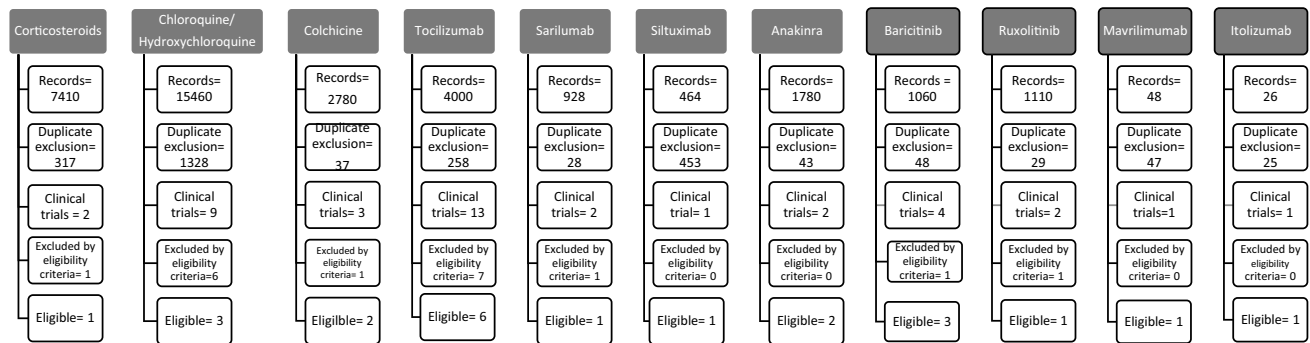 Corticosteroids
Records=
7410
Duplicate
exclusion=
317
Clinical
trials = 2
Excluded by
eligibility
criteria= 1
Eligible= 1
Chloroquine/
Hydroxychloroquine
Records=
15460
Duplicate
exclusion=
1328
Clinical
trials= 9
Excluded by
eligibility
criteria=6
Eligible= 3
Colchicine
Records=
2780
Duplicate
exclusion=
37
Clinical
trials= 3
Excluded by
eligibility
criteria= 1
Eligilble= 2
Tocilizumab
Records=
4000
Duplicate
exclusion=
258
Clinical
trials= 13
Excluded by
eligibility
criteria= 7
Eligible= 6
Sarilumab
Records=
928
Duplicate
exclusion=
28
Clinical
trials= 2
Excluded by
eligibility
criteria= 1
Eligible= 1
Siltuximab
Records=
464
Duplicate
exclusion=
453
Clinical
trial= 1
Excluded by
eligibility
criteria= 0
Eligible= 1
Anakinra
Records=
1780
Duplicate
exclusion=
43
Clinical
trials= 2
Excluded by
eligibility
criteria= 0
Eligible= 2
Baricitinib
Records =
1060
Duplicate
exclusion=
48
Clinical
trials= 4
Excluded by
eligibility
criteria= 1
Eligible= 3
Ruxolitinib
Records=
1110
Duplicate
exclusion=
29
Clinical
trials= 2
Excluded by
eligibility
criteria= 1
Eligible= 1
Mavrilimumab
Records=
48
Duplicate
exclusion=
47
Clinical
trials=1
Excluded by
eligibility
criteria= 0
Eligible= 1
Itolizumab
Records=
26
Duplicate
exclusion=
25
Clinical
trials= 1
Excluded
by eligibility
criteria= 0
Eligible= 1